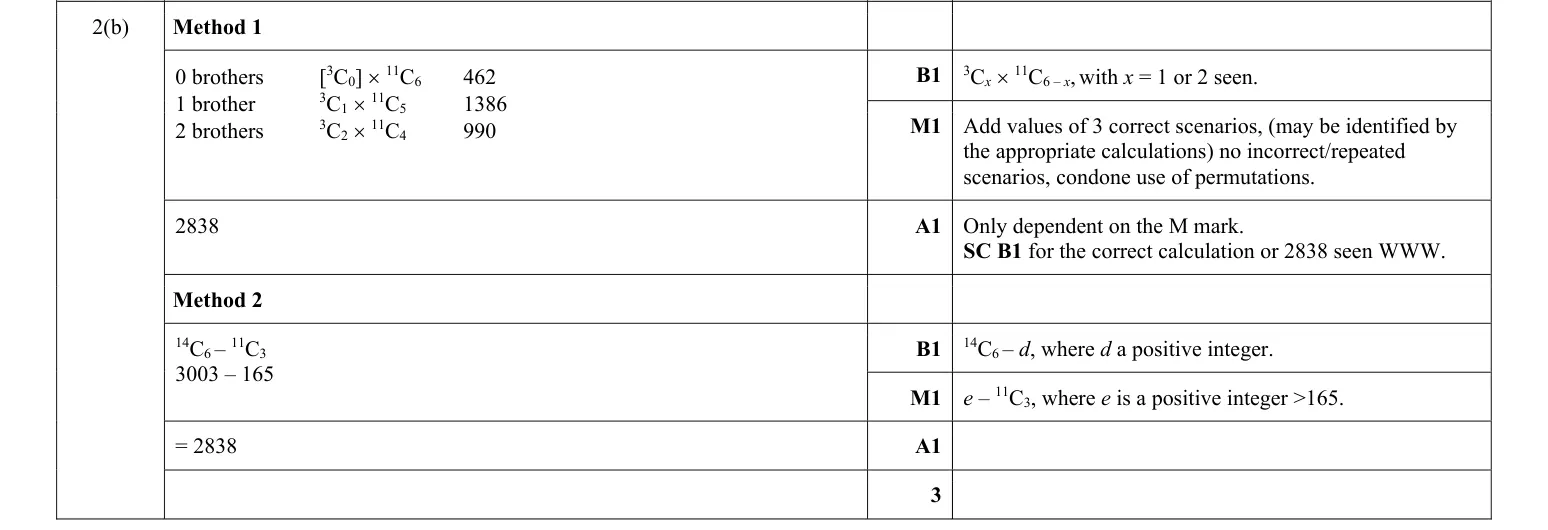 2(b) Method 1
0 brothers [³C₀] × ¹¹C₆ 462 B1 ³Cₓ × ¹¹C₆₋ₓ, with x = 1 or 2 seen.
1 brother ³C₁ × ¹¹C₅ 1386
2 brothers ³C₂ × ¹¹C₄ 990 M1 Add values of 3 correct scenarios, (may be identified by
the appropriate calculations) no incorrect/repeated
scenarios, condone use of permutations.
2838 A1 Only dependent on the M mark.
SC B1 for the correct calculation or 2838 seen WWW.
Method 2
¹⁴C₆ – ¹¹C₃ B1 ¹⁴C₆ – d, where d a positive integer.
3003 – 165
M1 e – ¹¹C₃, where e is a positive integer >165.
= 2838 A1
3